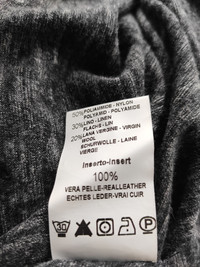 50%POLIAMMIDE - NYLON
POLYAMID - POLYAMIDE
30%LINO - LINEN
FLACHS - LIN
20%LANA VERGINE - VIRGIN
WOOL
SCHURWOLLE - LAINE
VIERGE
inserto-insert
100%
VERA PELLE-REALLEATHER
ECHTES LEDER-VRAI CUIR
P